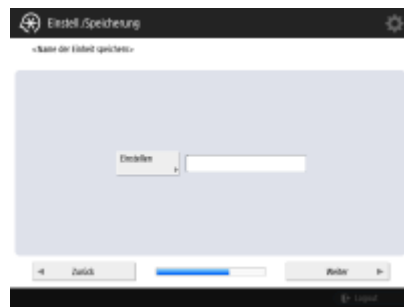 Einstell./Speicherung
<Name der Einheit speichern>
Einstellen
Zurück
Weiter
Logout